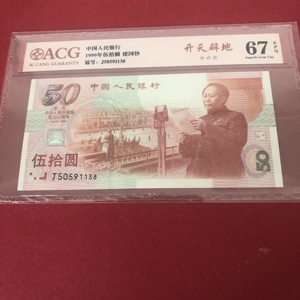 ACG
AI CANG GUARANTY
中国人民银行
1999年伍拾圆 建国钞
冠号: J50591138
开天辟地
☆☆☆
67
EPQ
Superb Gem Unc
50
中国人民银行
伍拾圆
J50591138
50